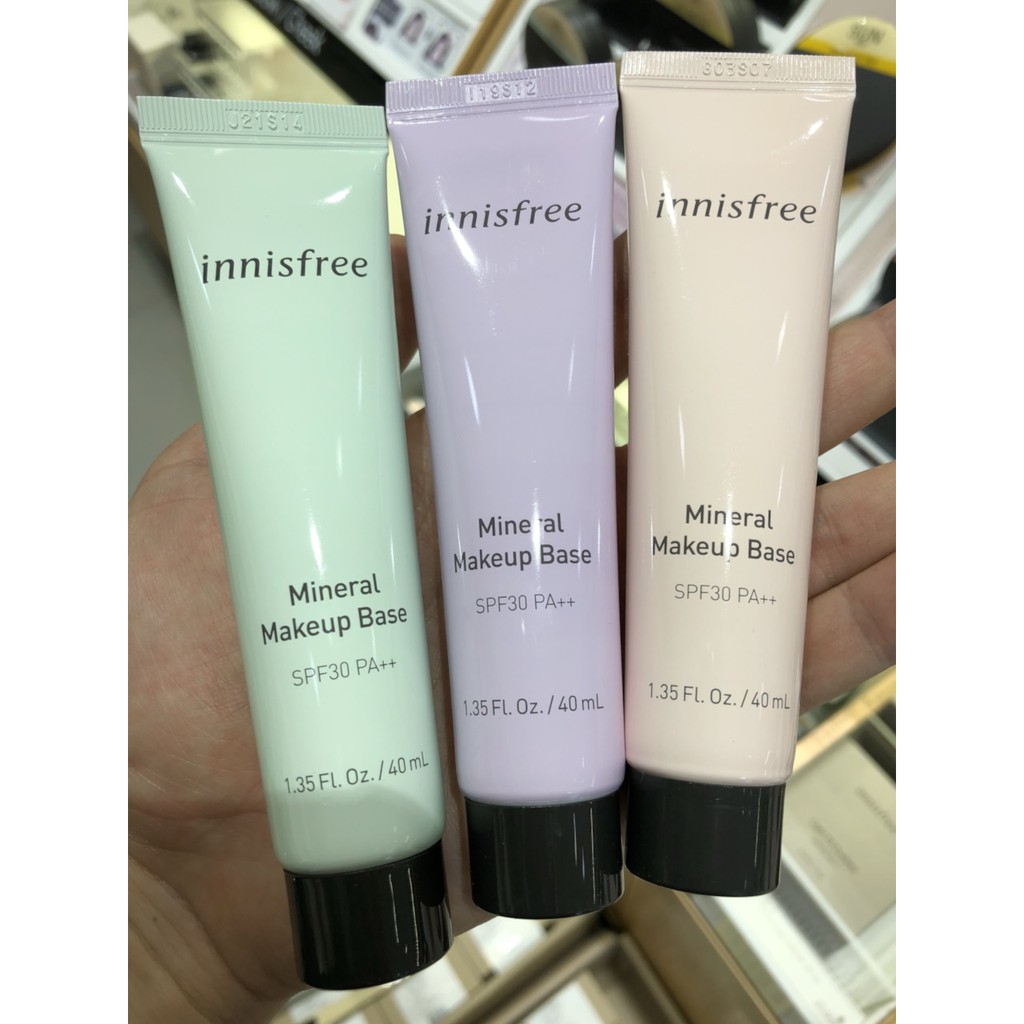 J21S14
innisfree
Mineral
Makeup Base
SPF30 PA++
1.35 Fl. Oz. / 40 mL
I19S12
innisfree
Mineral
Makeup Base
SPF30 PA++
1.35 Fl. Oz. / 40 mL
G03S07
innisfree
Mineral
Makeup Base
SPF30 PA++
1.35 Fl. Oz. / 40 mL